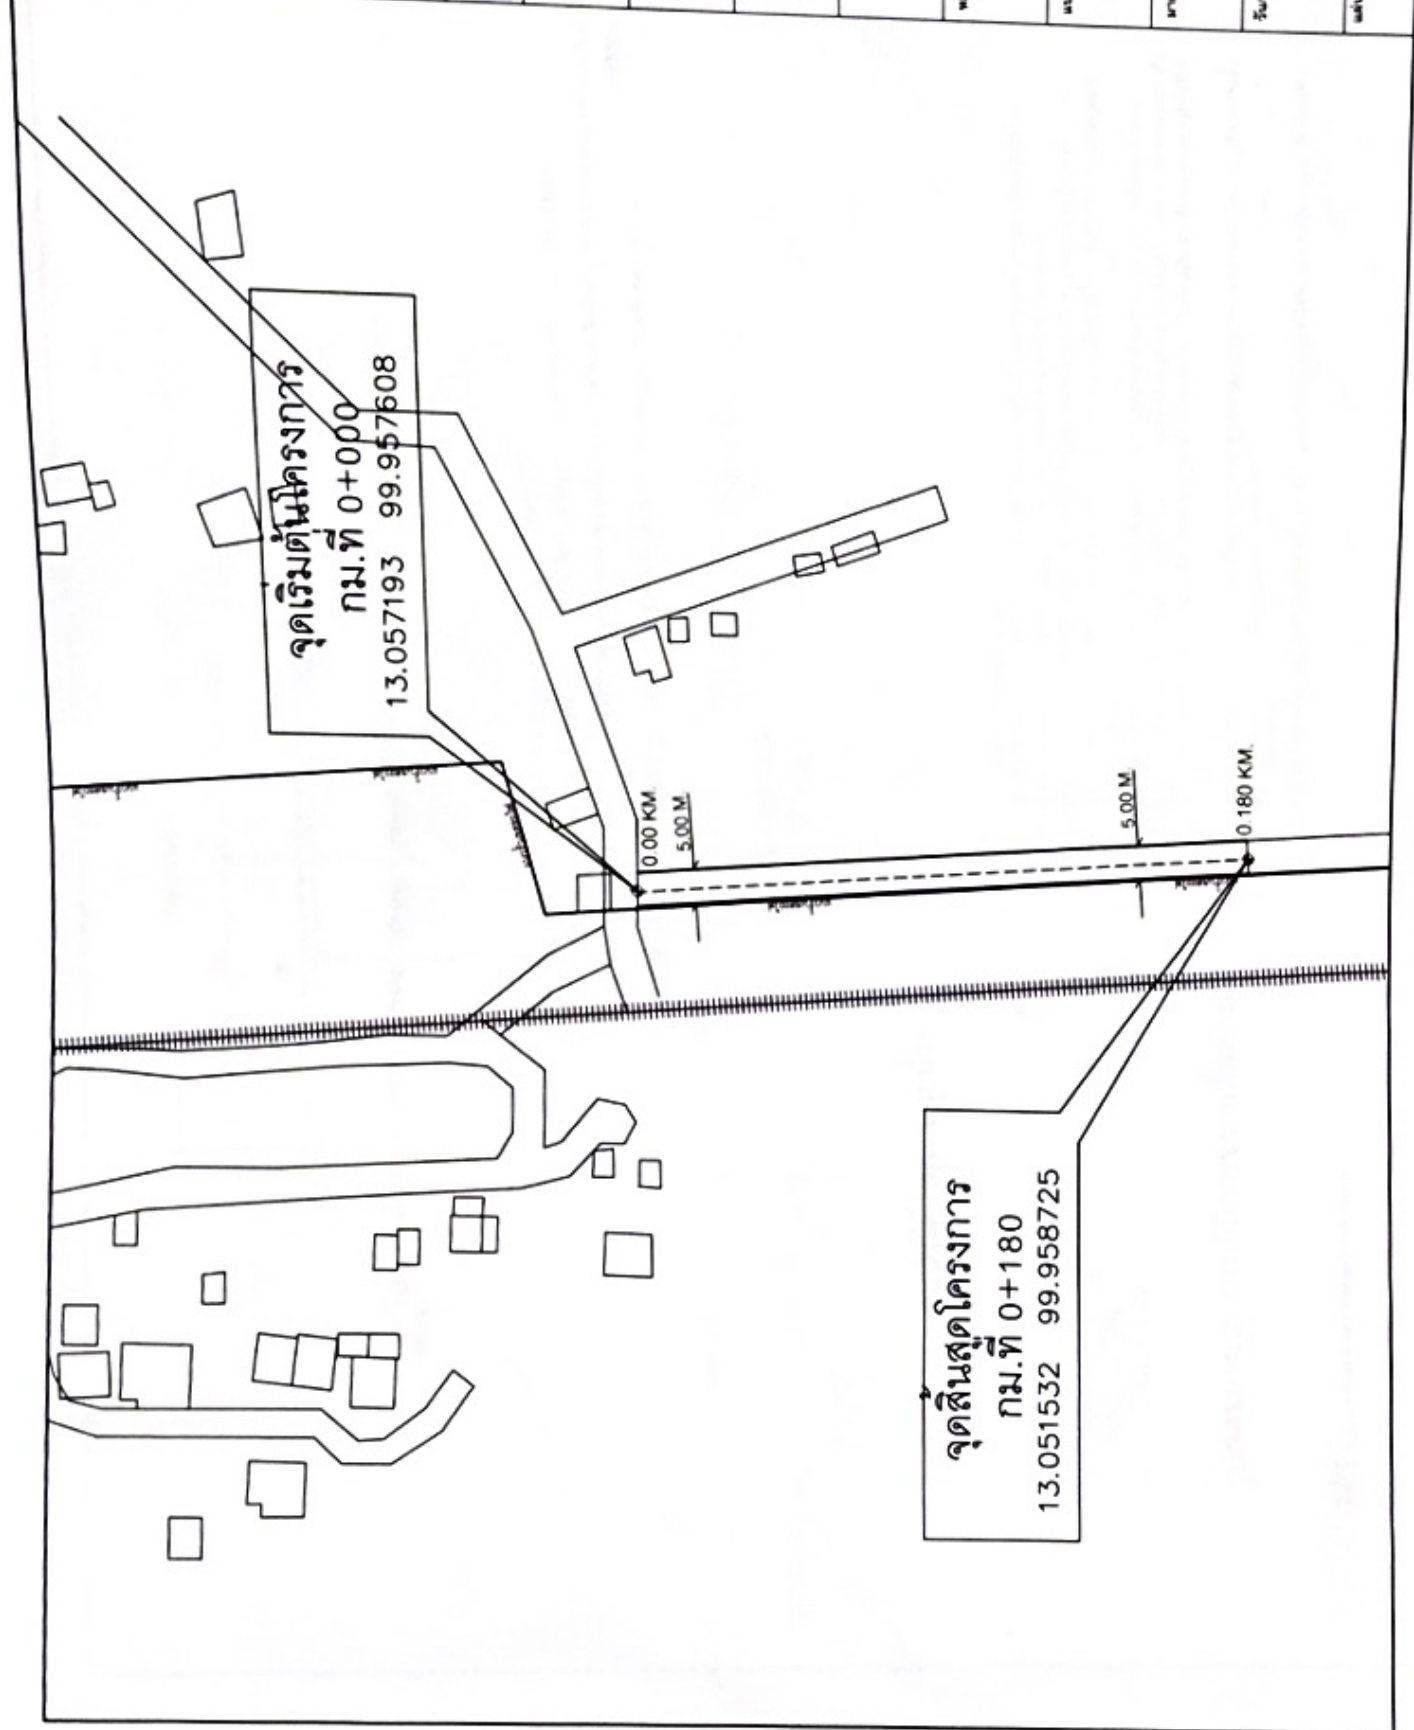 จุดเริ่มต้นโครงการ
กม.ที่ 0+000
13.057193 99.957608
0.00 KM.
5.00 M.
5.00 M.
0.180 KM.
จุดสิ้นสุดโครงการ
กม.ที่ 0+180
13.051532 99.958725